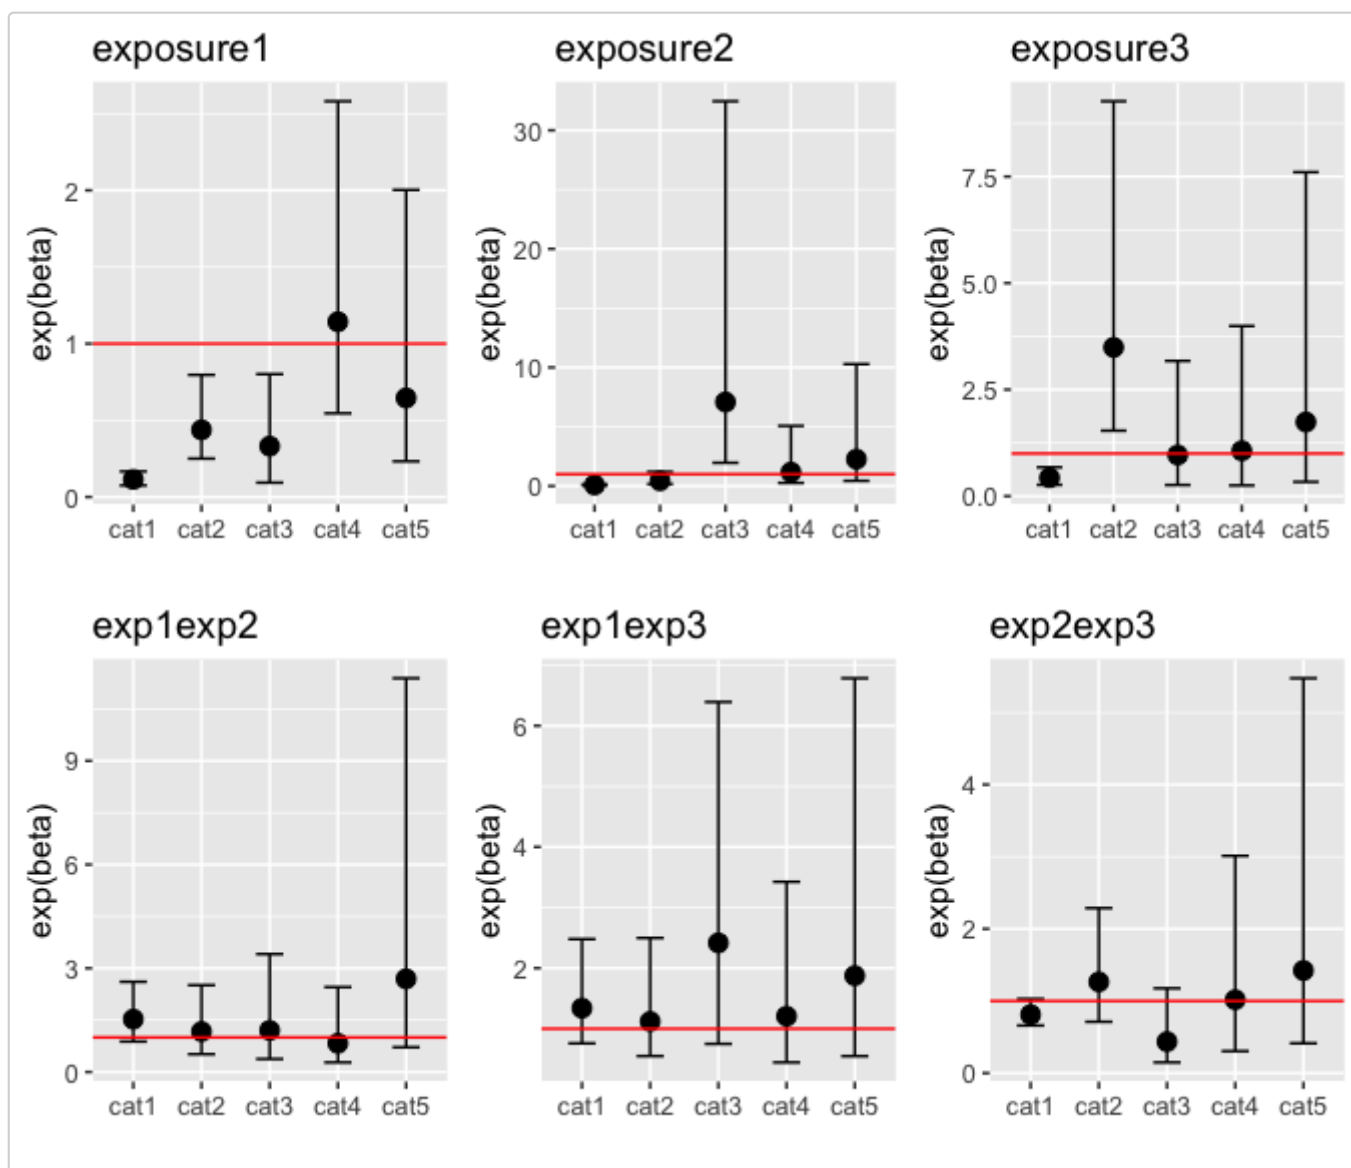 exposure1
exp(beta)
2
1
0
cat1 cat2 cat3 cat4 cat5
exposure2
exp(beta)
30
20
10
0
cat1 cat2 cat3 cat4 cat5
exposure3
exp(beta)
7.5
5.0
2.5
0.0
cat1 cat2 cat3 cat4 cat5
exp1exp2
exp(beta)
9
6
3
0
cat1 cat2 cat3 cat4 cat5
exp1exp3
exp(beta)
6
4
2
cat1 cat2 cat3 cat4 cat5
exp2exp3
exp(beta)
4
2
0
cat1 cat2 cat3 cat4 cat5